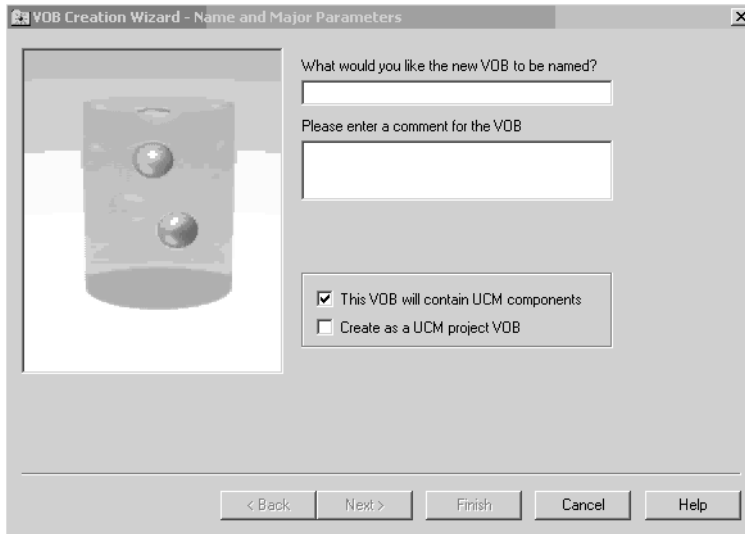 VOB Creation Wizard - Name and Major Parameters
What would you like the new VOB to be named?
Please enter a comment for the VOB
This VOB will contain UCM components
Create as a UCM project VOB
< Back Next > Finish Cancel Help